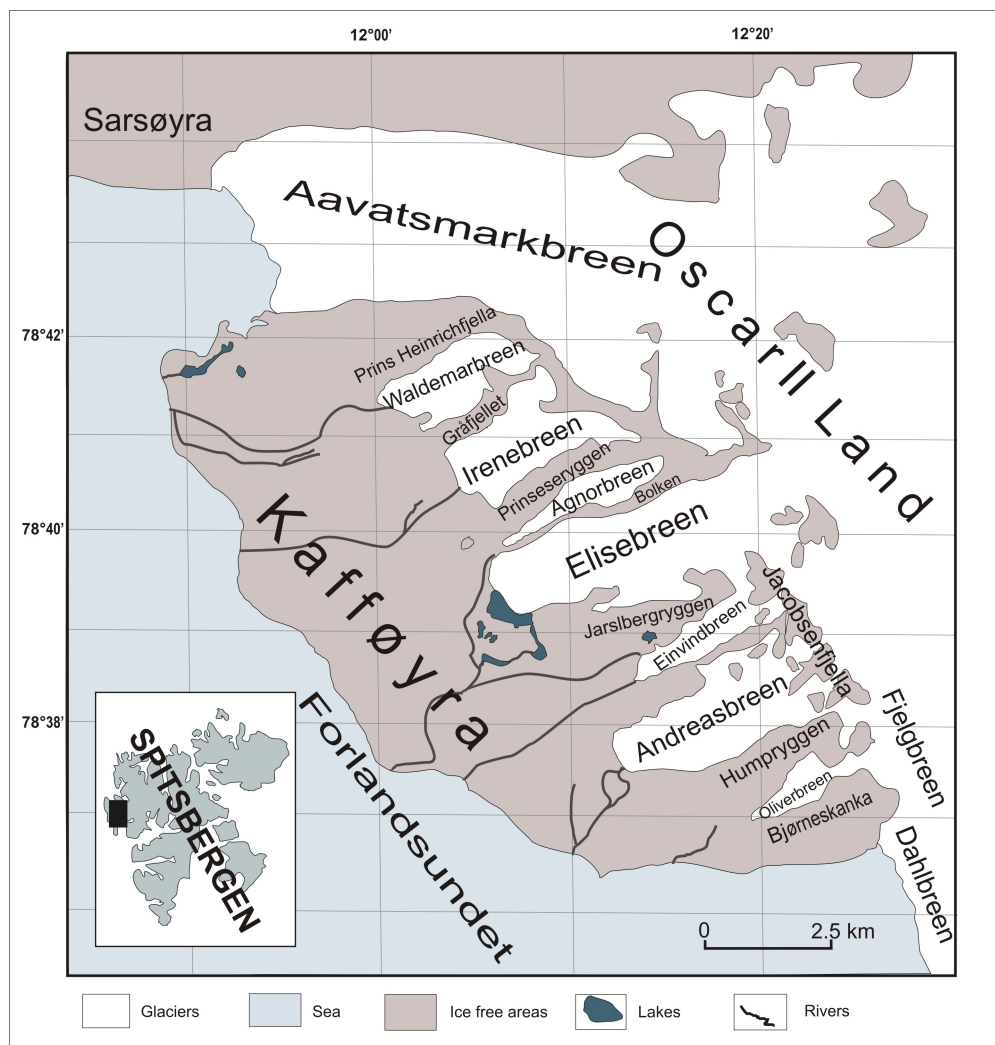 12°00'
12°20'
Sarsøyra
Aavatsmarkbreen
Oscar II Land
78°42'
Prins Heinrichfjella
Waldemarbreen
Gråfjellet
Irenebreen
Prinseseryggen
Agnorbreen
Bolken
78°40'
Kafføyra
Elisebreen
Jarslbergryggen
Einvindbreen
Jacobsenfjella
Andreasbreen
78°38'
Forlandsundet
Humpryggen
Fjelgbreen
Oliverbreen
Bjørneskanka
Dahlbreen
SPITSBERGEN
0
2.5 km
Glaciers
Sea
Ice free areas
Lakes
Rivers